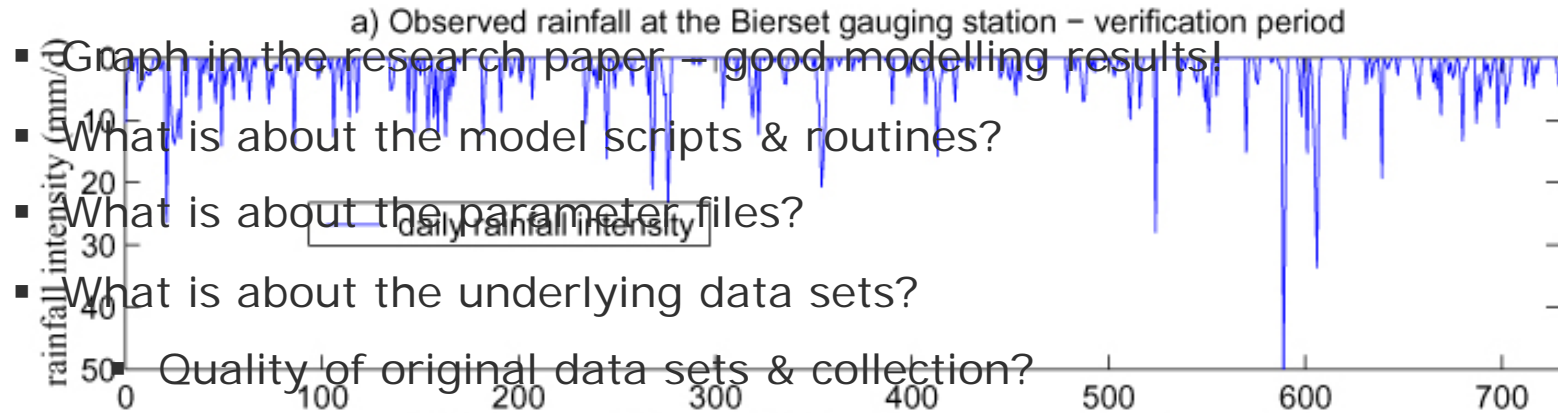 a) Observed rainfall at the Bierset gauging station − verification period
▪ Graph in the research paper – good modelling results!
▪ What is about the model scripts & routines?
▪ What is about the parameter files?
▪ What is about the underlying data sets?
▪ Quality of original data sets & collection?
rainfall intensity (mm/d)
0
10
20
30
40
50
daily rainfall intensity
0 100 200 300 400 500 600 700